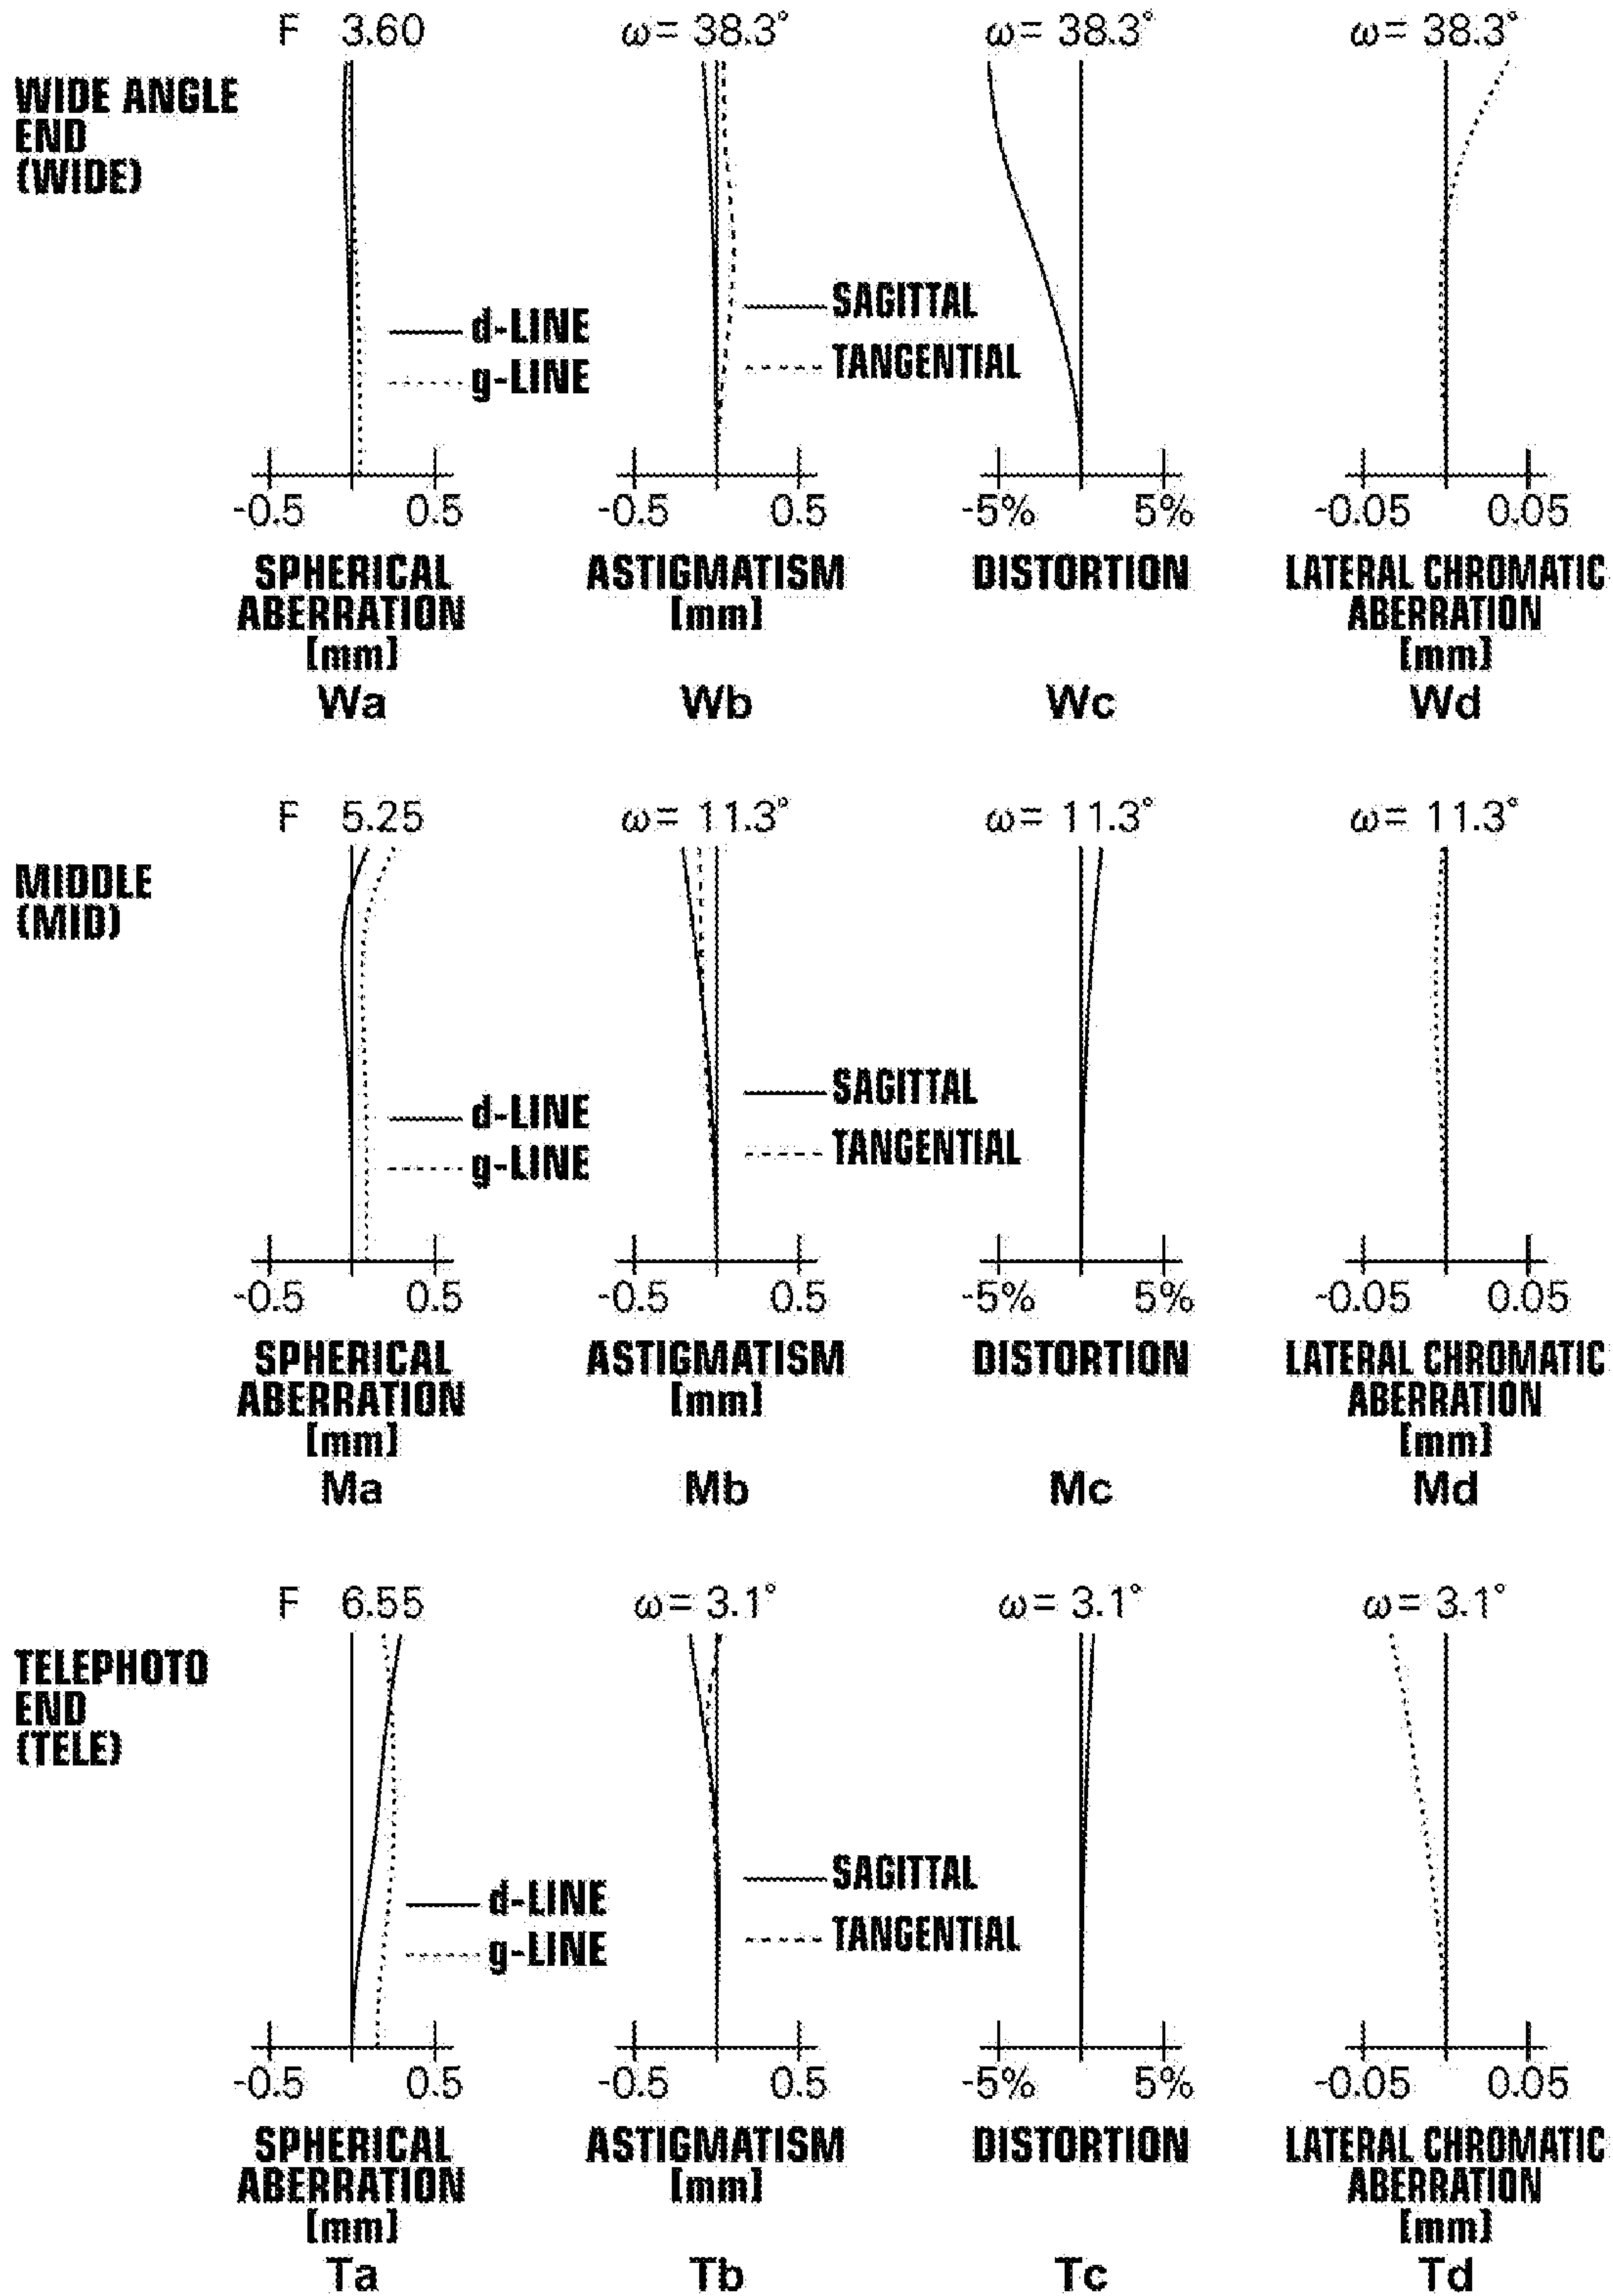 F 3.60
ω= 38.3°
ω= 38.3°
ω= 38.3°
WIDE ANGLE
END
(WIDE)
d-LINE
g-LINE
SAGITTAL
TANGENTIAL
-0.5 0.5
-0.5 0.5
-5% 5%
-0.05 0.05
SPHERICAL
ABERRATION
[mm]
Wa
ASTIGMATISM
[mm]
Wb
DISTORTION
Wc
LATERAL CHROMATIC
ABERRATION
[mm]
Wd
F 5.25
ω= 11.3°
ω= 11.3°
ω= 11.3°
MIDDLE
(MID)
d-LINE
g-LINE
SAGITTAL
TANGENTIAL
-0.5 0.5
-0.5 0.5
-5% 5%
-0.05 0.05
SPHERICAL
ABERRATION
[mm]
Ma
ASTIGMATISM
[mm]
Mb
DISTORTION
Mc
LATERAL CHROMATIC
ABERRATION
[mm]
Md
F 6.55
ω= 3.1°
ω= 3.1°
ω= 3.1°
TELEPHOTO
END
(TELE)
d-LINE
g-LINE
SAGITTAL
TANGENTIAL
-0.5 0.5
-0.5 0.5
-5% 5%
-0.05 0.05
SPHERICAL
ABERRATION
[mm]
Ta
ASTIGMATISM
[mm]
Tb
DISTORTION
Tc
LATERAL CHROMATIC
ABERRATION
[mm]
Td